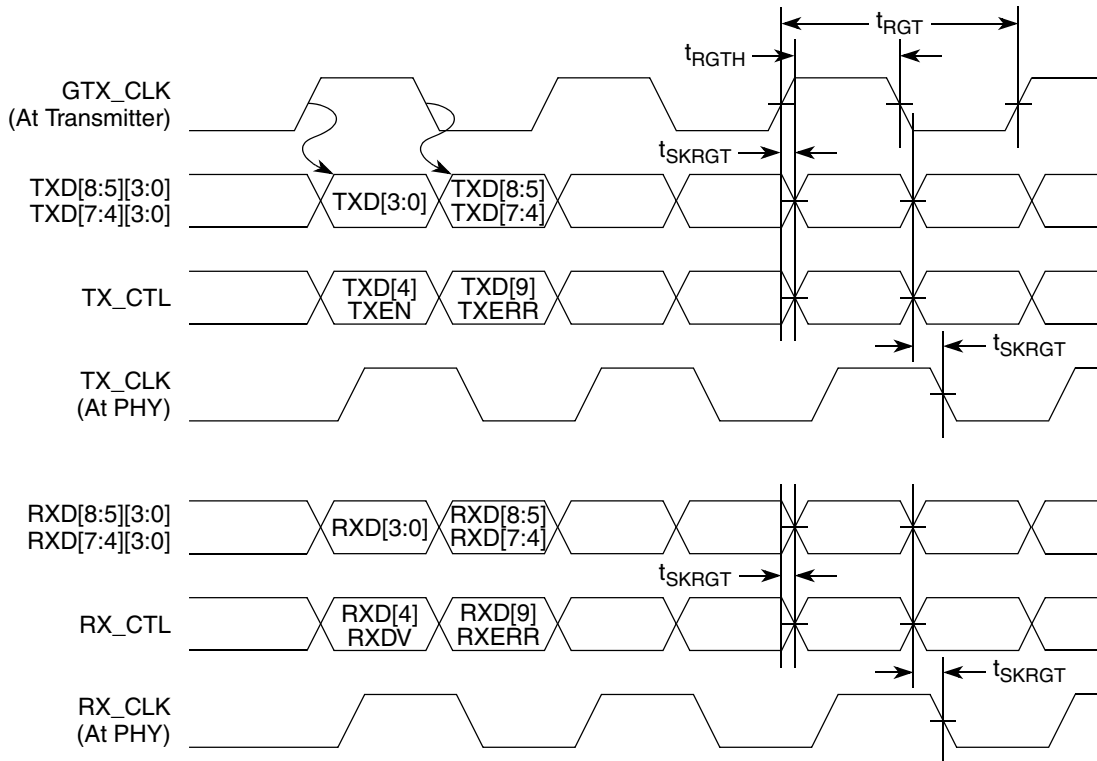 tRGT
tRGTH
GTX_CLK
(At Transmitter)
tSKRGT
TXD[8:5][3:0]
TXD[7:4][3:0]
TXD[3:0]
TXD[8:5]
TXD[7:4]
TX_CTL
TXD[4]
TXEN
TXD[9]
TXERR
tSKRGT
TX_CLK
(At PHY)
RXD[8:5][3:0]
RXD[7:4][3:0]
RXD[3:0]
RXD[8:5]
RXD[7:4]
tSKRGT
RX_CTL
RXD[4]
RXDV
RXD[9]
RXERR
tSKRGT
RX_CLK
(At PHY)